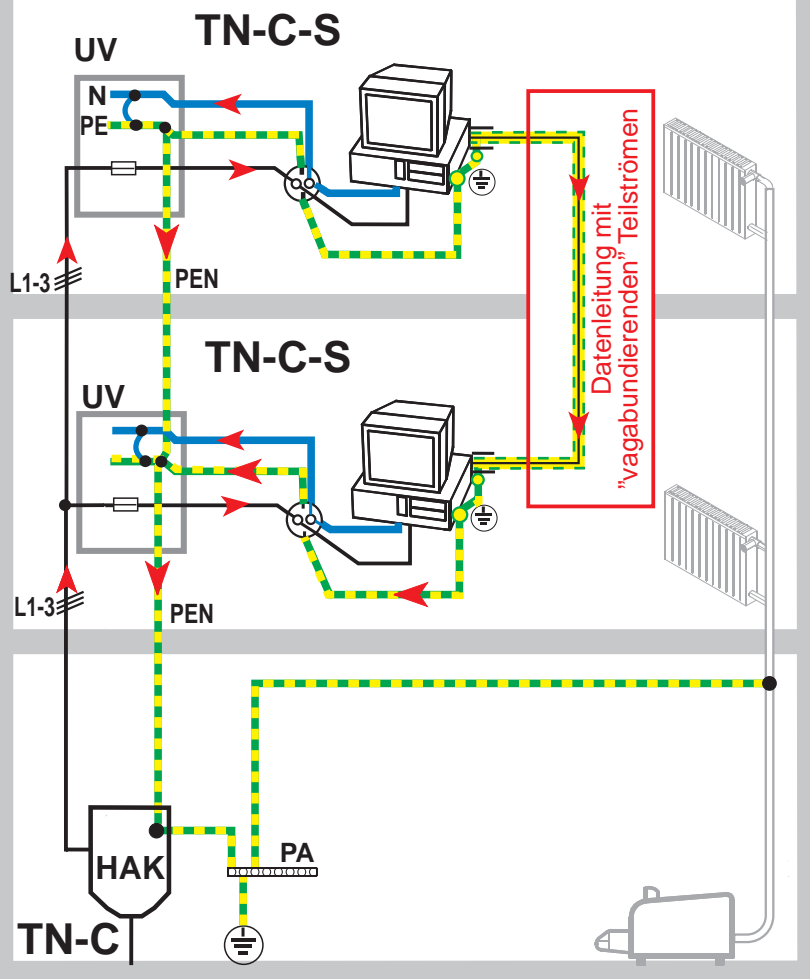 TN-C-S
UV
N
PE
L1-3
PEN
Datenleitung mit
"vagabundierenden" Teilströmen
TN-C-S
UV
L1-3
PEN
HAK
PA
TN-C